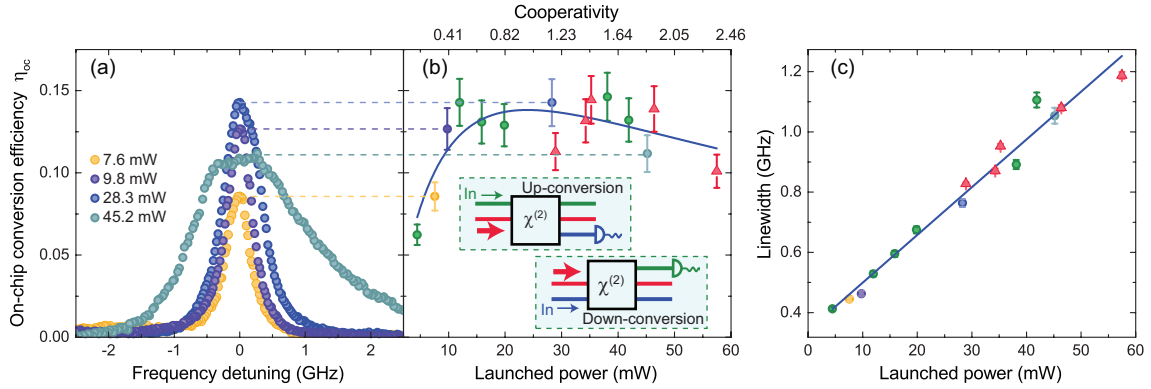 Cooperativity
0.41 0.82 1.23 1.64 2.05 2.46
(a)
On-chip conversion efficiency ηoc
0.15
0.10
0.05
0.00
7.6 mW
9.8 mW
28.3 mW
45.2 mW
-2 -1 0 1 2
Frequency detuning (GHz)
(b)
In
Up-conversion
χ(2)
χ(2)
In
Down-conversion
10 20 30 40 50 60
Launched power (mW)
(c)
Linewidth (GHz)
1.2
1.0
0.8
0.6
0.4
0 10 20 30 40 50 60
Launched power (mW)